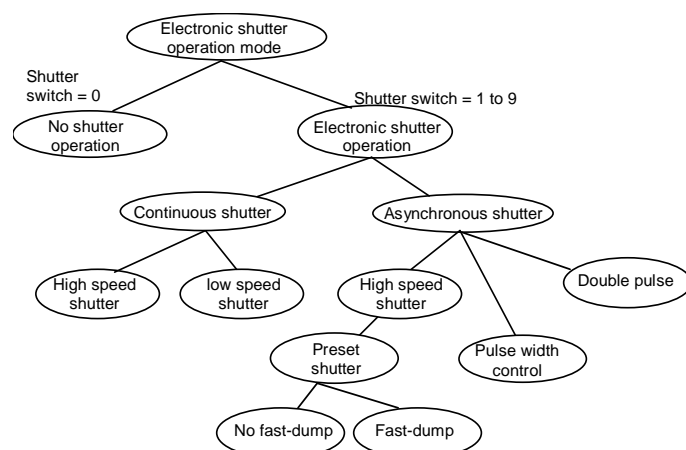 Electronic shutter
operation mode
Shutter
switch = 0
Shutter switch = 1 to 9
No shutter
operation
Electronic shutter
operation
Continuous shutter
Asynchronous shutter
High speed
shutter
low speed
shutter
High speed
shutter
Double pulse
Preset
shutter
Pulse width
control
No fast-dump
Fast-dump